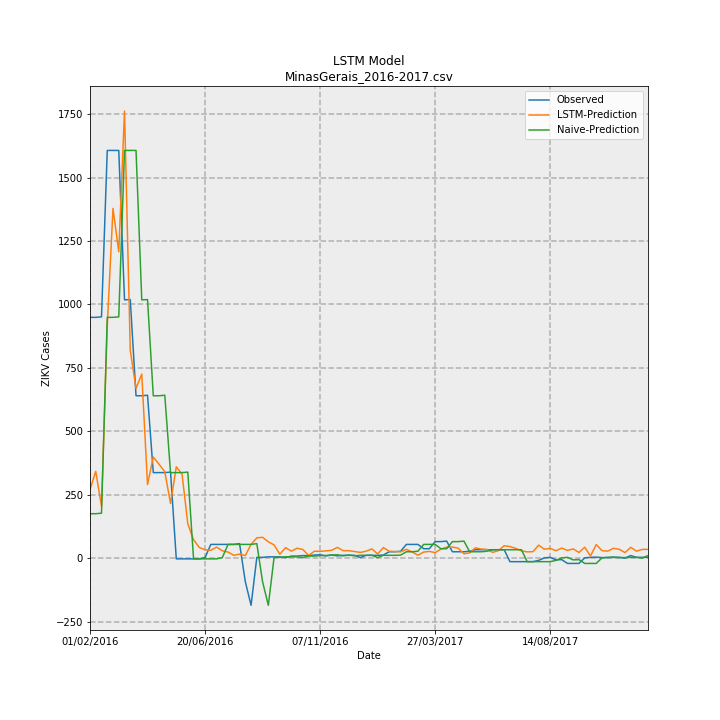 LSTM Model
MinasGerais_2016-2017.csv
Observed
LSTM-Prediction
Naive-Prediction
1750
1500
1250
1000
750
500
250
0
−250
ZIKV Cases
01/02/2016
20/06/2016
07/11/2016
27/03/2017
14/08/2017
Date